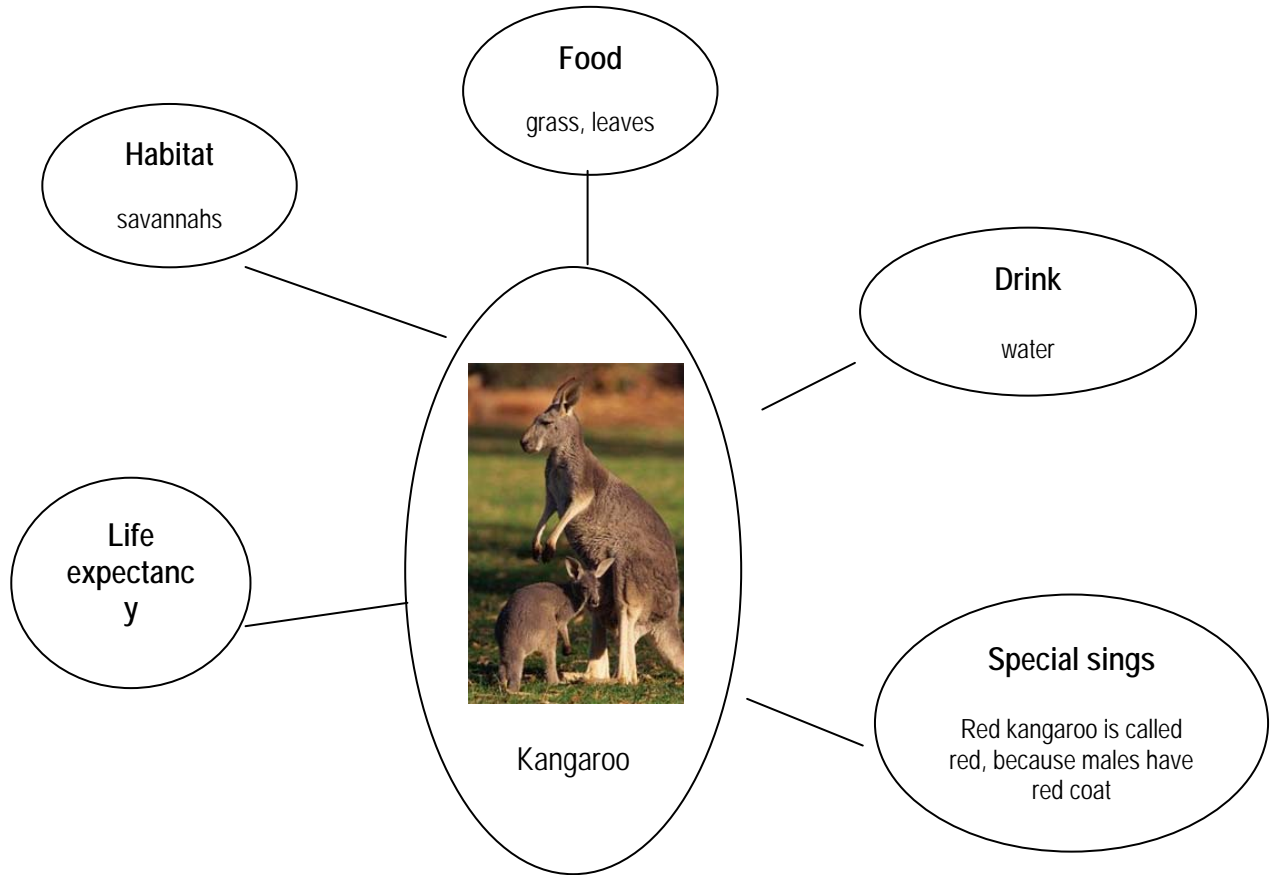 Food
grass, leaves
Habitat
savannahs
Drink
water
Life
expectanc
y
Special sings
Red kangaroo is called
red, because males have
red coat
Kangaroo